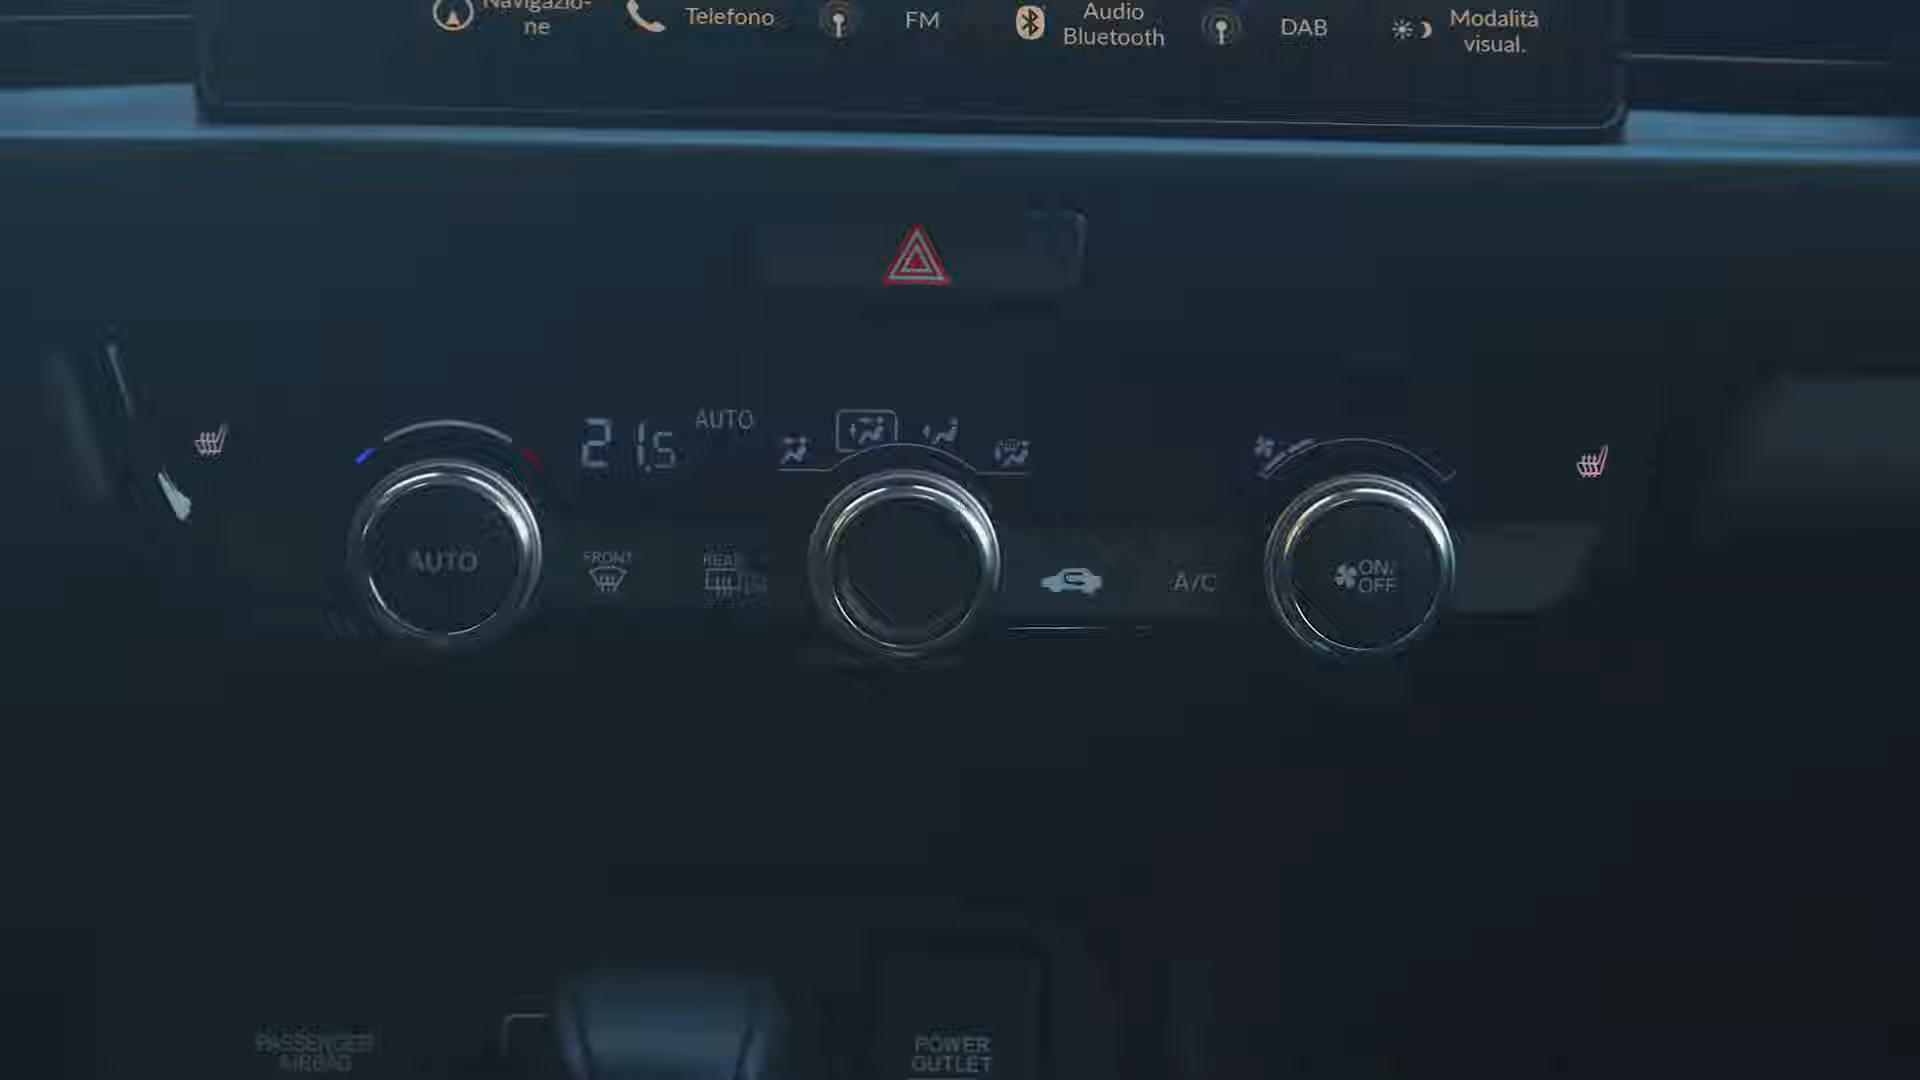 Navigazio-
ne
Telefono
FM
Audio
Bluetooth
DAB
Modalità
visual.
21.5
AUTO
AUTO
FRONT
REAR
A/C
ON/
OFF
PASSENGER
AIRBAG
POWER
OUTLET